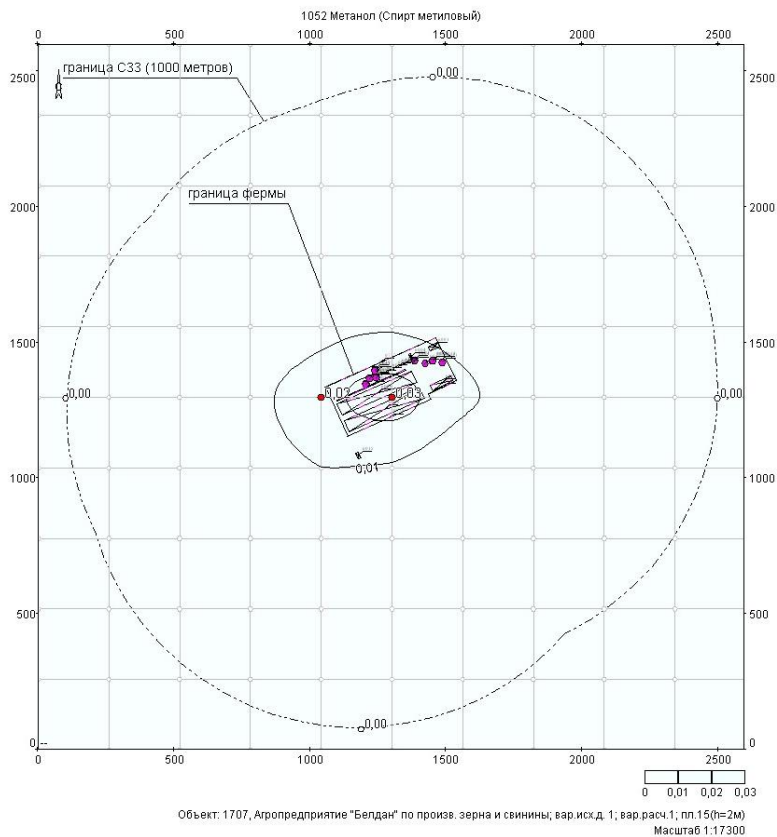 1052 Метанол (Спирт метиловый)
0 500 1000 1500 2000 2500
2500 2500
граница СЗЗ (1000 метров)
0,00
граница фермы
2000 2000
1500 1500
0,00 0,03 0,03 0,00
0,01
1000 1000
500 500
0,00
0 0
0 500 1000 1500 2000 2500
0 0,01 0,02 0,03
Объект: 1707, Агропредприятие "Белдан" по произв. зерна и свинины; вар.исх.д. 1; вар.расч.1; пл.15(h=2м)
Масштаб 1:17300